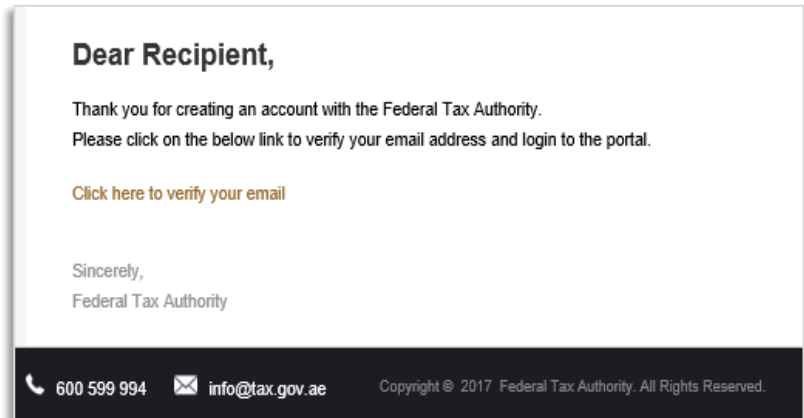 Dear Recipient,
Thank you for creating an account with the Federal Tax Authority.
Please click on the below link to verify your email address and login to the portal.
Click here to verify your email
Sincerely,
Federal Tax Authority
600 599 994 info@tax.gov.ae Copyright © 2017 Federal Tax Authority. All Rights Reserved.